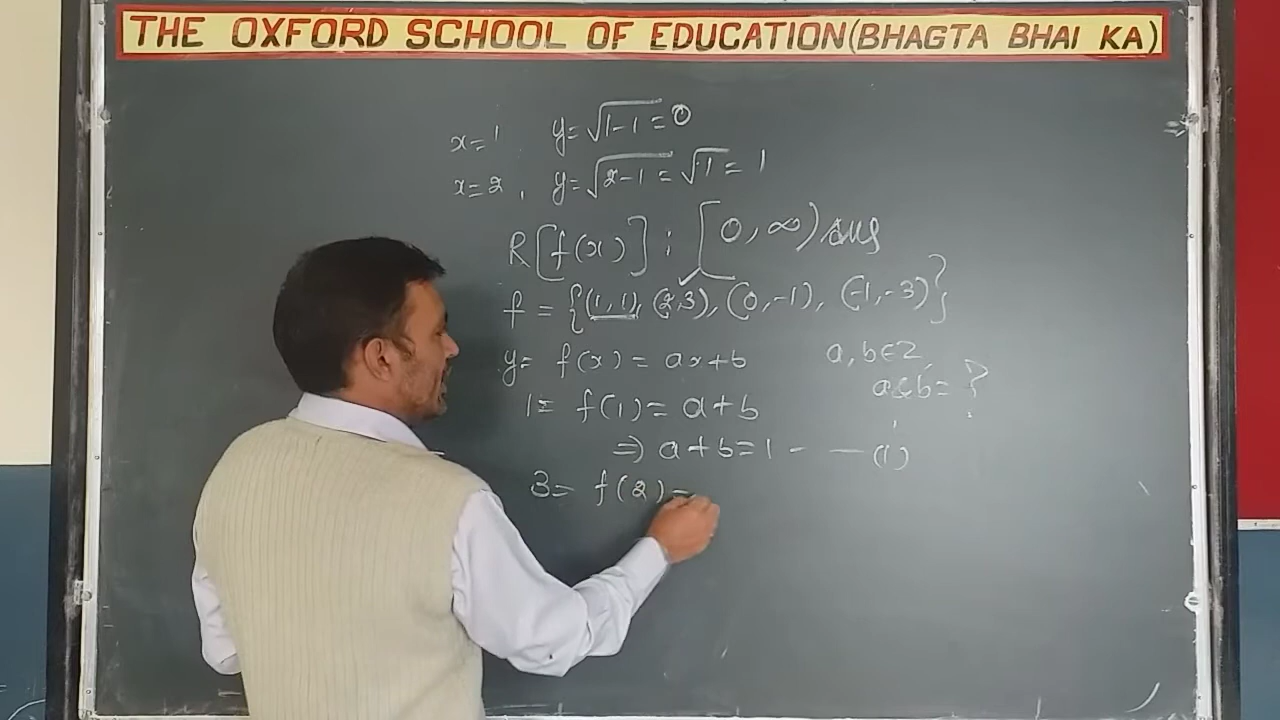 THE OXFORD SCHOOL OF EDUCATION(BHAGTA BHAI KA)
x=1 y=√1-1=0
x=2, y=√2-1=√1=1
R[f(x)]: [0,∞) ans
f={(1,1),(2,3),(0,-1),(-1,-3)}
y= f(x)=ax+b a,b∈Z
a&b=?
1= f(1)=a+b
⇒ a+b=1 - —(1)
3= f(2)=